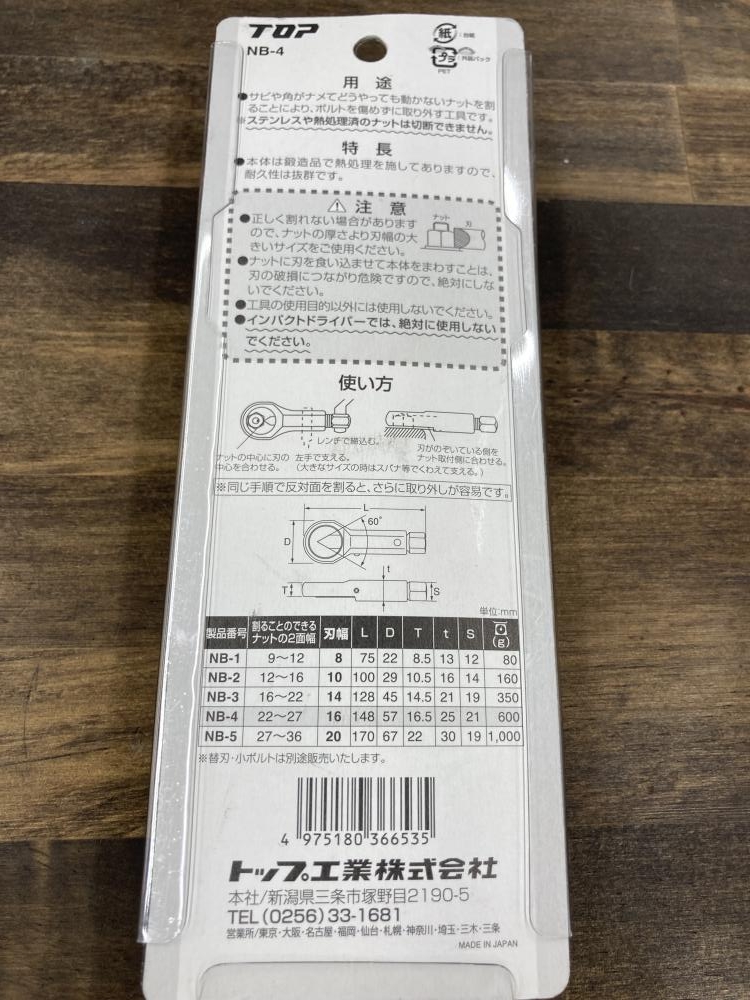 TOP
NB-4
紙
:台紙
プラ
:外装パック
PET
用途
●サビや角がナメてどうやっても動かないナットを割
ることにより、ボルトを傷めずに取り外す工具です。
※ステンレスや熱処理済のナットは切断できません。
特長
●本体は鍛造品で熱処理を施してありますので、
耐久性は抜群です。
⚠ 注意
●正しく割れない場合があります
ので、ナットの厚さより刃幅の大
きいサイズをご使用ください。
ナット 刃
●ナットに刃を食い込ませて本体をまわすことは、
刃の破損につながり危険ですので、絶対にしな
いでください。
●工具の使用目的以外には使用しないでください。
●インパクトドライバーでは、絶対に使用しない
でください。
使い方
レンチで締込む。
ナットの中心に刃の
中心を合わせる。
左手で支える。
(大きなサイズの時はスパナ等でくわえて支える。)
刃がのぞいている側を
ナット取付側に合わせる。
※同じ手順で反対面を割ると、さらに取り外しが容易です。
L
60°
D
t
T
S
単位:mm
製品番号 割ることのできるナットの2面幅 刃幅 L D T t S (g)
NB-1 9〜12 8 75 22 8.5 13 12 80
NB-2 12〜16 10 100 29 10.5 16 14 160
NB-3 16〜22 14 128 45 14.5 21 19 350
NB-4 22〜27 16 148 57 16.5 25 21 600
NB-5 27〜36 20 170 67 22 30 19 1,000
※替刃・小ボルトは別途販売いたします。
4 975180 366535
トップ工業株式会社
本社/新潟県三条市塚野目2190-5
TEL(0256)33-1681
営業所/東京・大阪・名古屋・福岡・仙台・札幌・神奈川・埼玉・三木・三条
MADE IN JAPAN